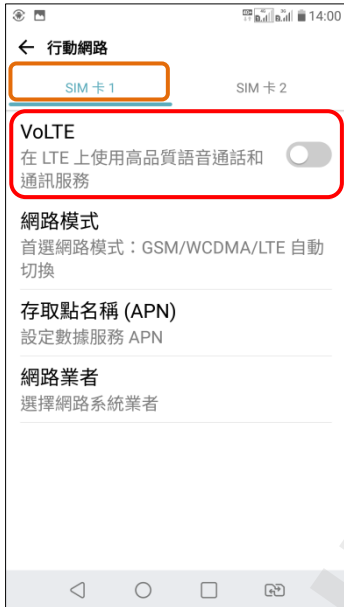 14:00
行動網路
SIM 卡 1 SIM 卡 2
VoLTE
在 LTE 上使用高品質語音通話和
通訊服務
網路模式
首選網路模式：GSM/WCDMA/LTE 自動
切換
存取點名稱 (APN)
設定數據服務 APN
網路業者
選擇網路系統業者